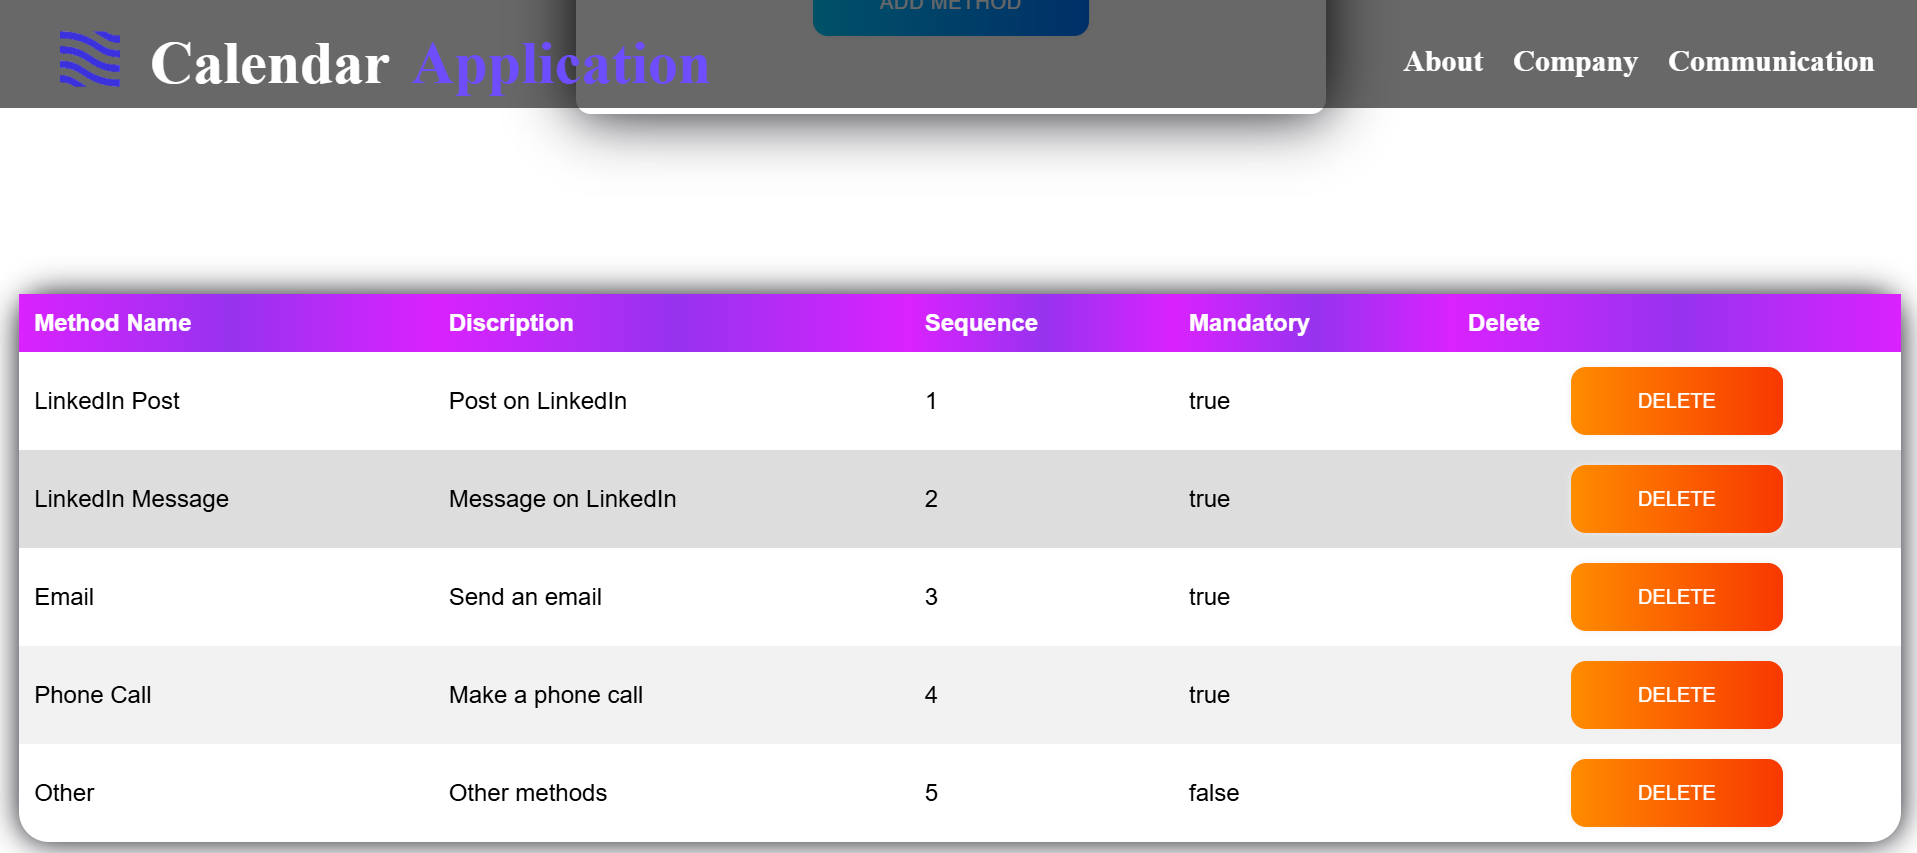 ADD METHOD
Calendar Application
About Company Communication
Method Name Discription Sequence Mandatory Delete
LinkedIn Post Post on LinkedIn 1 true DELETE
LinkedIn Message Message on LinkedIn 2 true DELETE
Email Send an email 3 true DELETE
Phone Call Make a phone call 4 true DELETE
Other Other methods 5 false DELETE